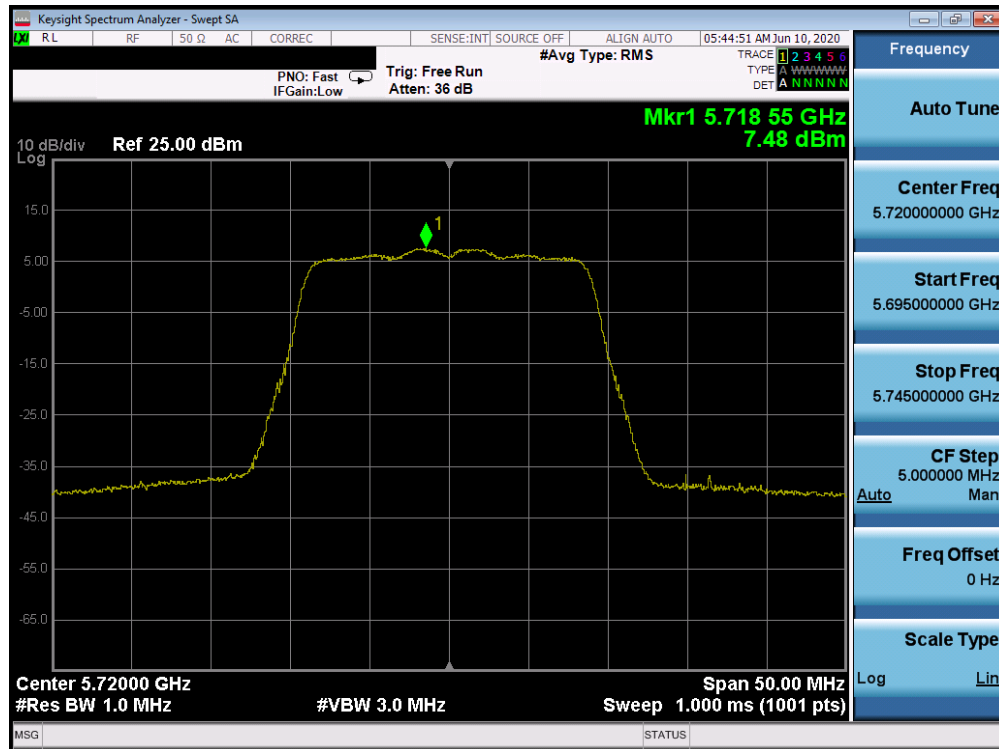 Keysight Spectrum Analyzer - Swept SA
LXI RL RF 50 Ω AC CORREC SENSE:INT SOURCE OFF ALIGN AUTO 05:44:51 AM Jun 10, 2020
#Avg Type: RMS
TRACE 1 2 3 4 5 6
PNO: Fast Trig: Free Run
TYPE A WWWWW
IFGain:Low Atten: 36 dB
DET A N N N N N
Mkr1 5.718 55 GHz
7.48 dBm
10 dB/div Ref 25.00 dBm
Log
1
15.0
5.00
-5.00
-15.0
-25.0
-35.0
-45.0
-55.0
-65.0
Center 5.72000 GHz Span 50.00 MHz
#Res BW 1.0 MHz #VBW 3.0 MHz Sweep 1.000 ms (1001 pts)
MSG STATUS
Frequency
Auto Tune
Center Freq
5.720000000 GHz
Start Freq
5.695000000 GHz
Stop Freq
5.745000000 GHz
CF Step
5.000000 MHz
Auto Man
Freq Offset
0 Hz
Scale Type
Log Lin